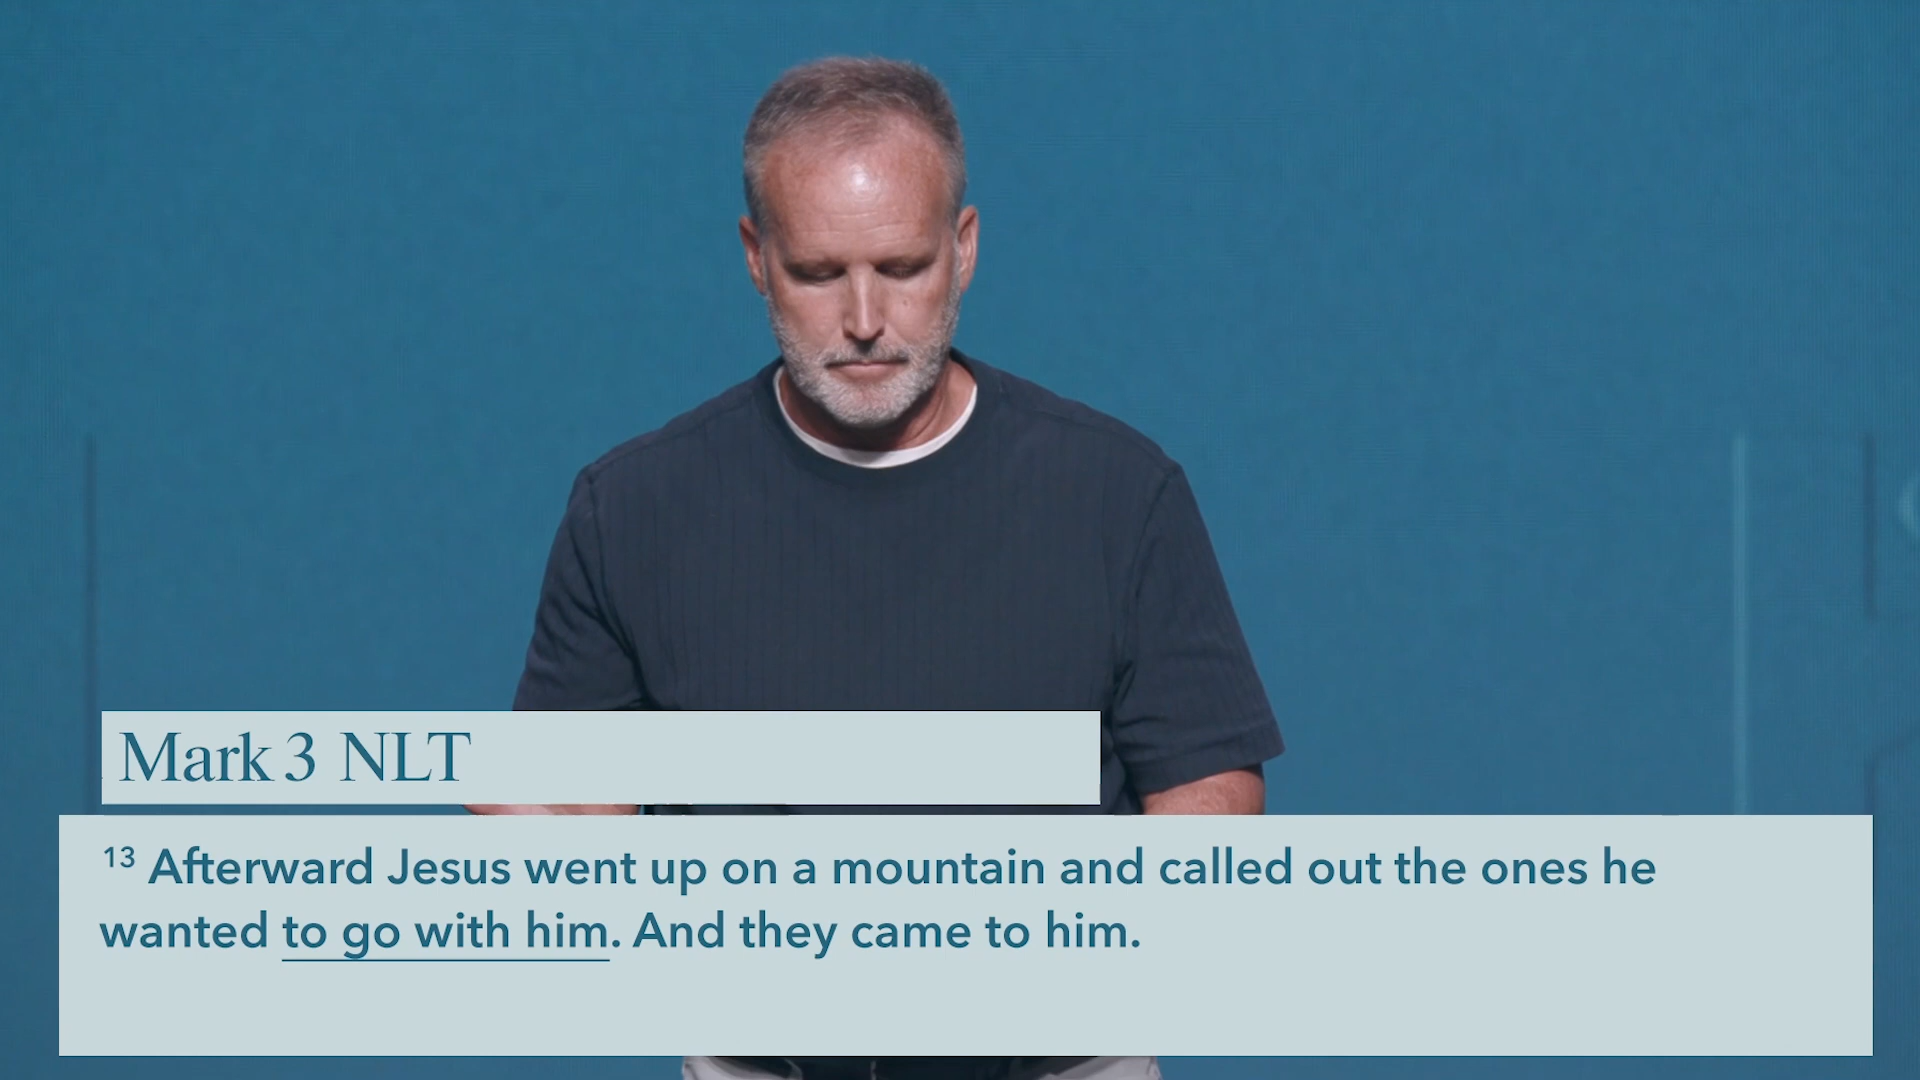 Mark 3 NLT
13 Afterward Jesus went up on a mountain and called out the ones he
wanted to go with him. And they came to him.